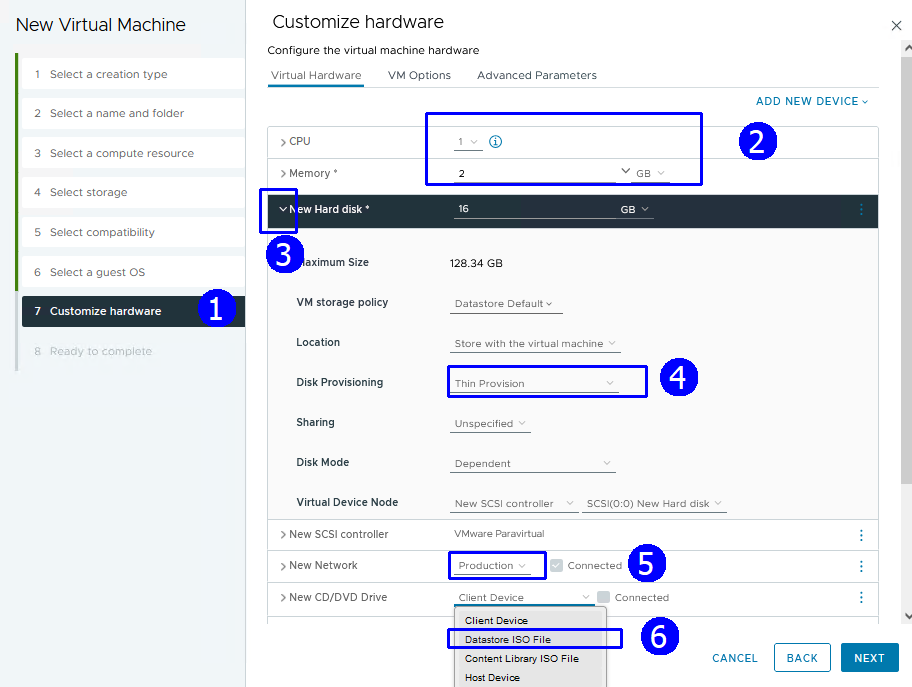 New Virtual Machine
1 Select a creation type
2 Select a name and folder
3 Select a compute resource
4 Select storage
5 Select compatibility
6 Select a guest OS
7 Customize hardware
1
8 Ready to complete
Customize hardware
Configure the virtual machine hardware
Virtual Hardware VM Options Advanced Parameters
ADD NEW DEVICE
CPU 1
2
Memory * 2 GB
New Hard disk * 16 GB
3
Maximum Size 128.34 GB
VM storage policy Datastore Default
Location Store with the virtual machine
Disk Provisioning Thin Provision
4
Sharing Unspecified
Disk Mode Dependent
Virtual Device Node New SCSI controller SCSI(0:0) New Hard disk
New SCSI controller VMware Paravirtual
New Network Production Connected
5
New CD/DVD Drive Client Device Connected
Client Device
Datastore ISO File
6
Content Library ISO File
Host Device
CANCEL BACK NEXT